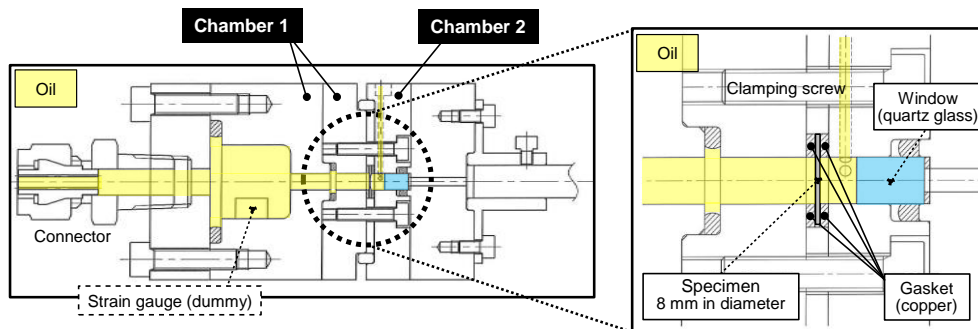 Chamber 1
Chamber 2
Oil
Connector
Strain gauge (dummy)
Oil
Clamping screw
Window
(quartz glass)
Specimen
8 mm in diameter
Gasket
(copper)